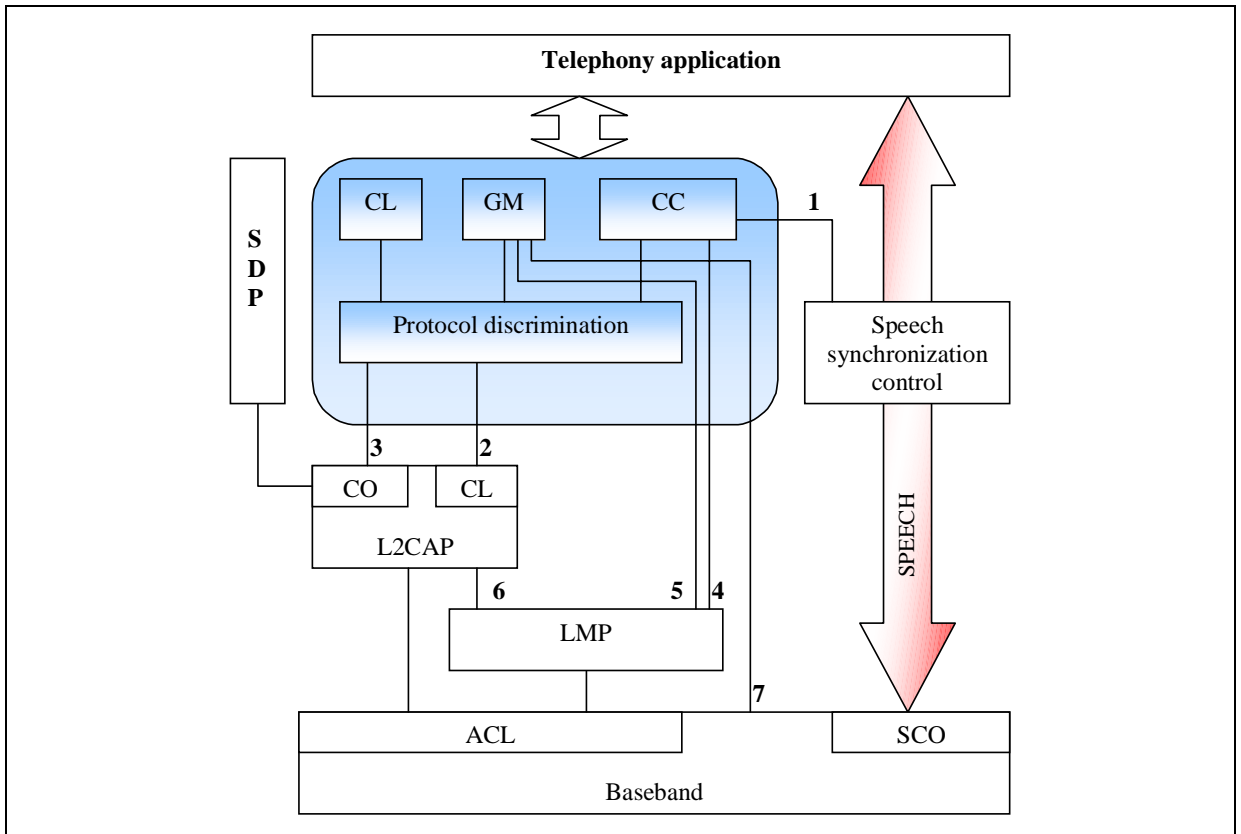 Telephony application
CL
GM
CC
1
S
D
P
Protocol discrimination
Speech
synchronization
control
3
2
CO
CL
L2CAP
SPEECH
6
5
4
LMP
7
ACL
SCO
Baseband